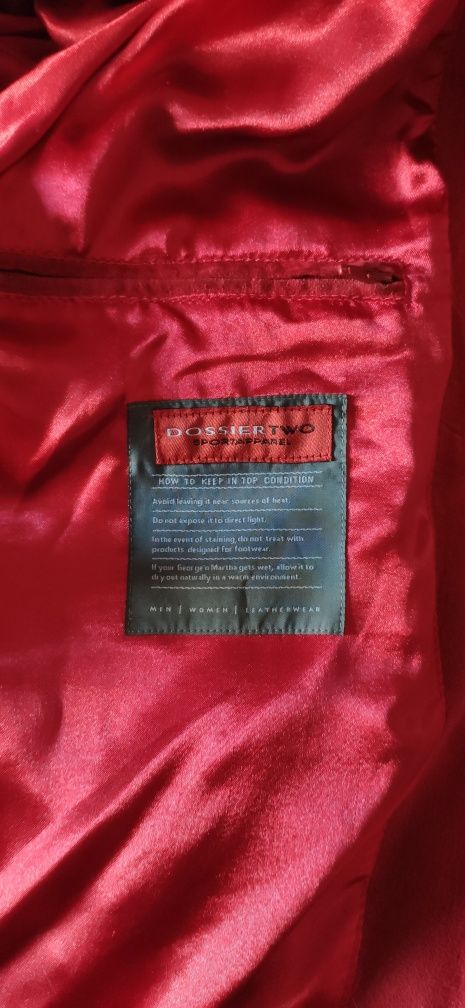 DOSSIERTWO
SPORTAPPAREL
HOW TO KEEP IN TOP CONDITION
Avoid leaving it near sources of heat.
Do not expose it to direct light.
In the event of staining, do not treat with
products designed for footwear.
If your George'n Martha gets wet, allow it to
dry out naturally in a warm environment.
MEN | WOMEN | LEATHERWEAR